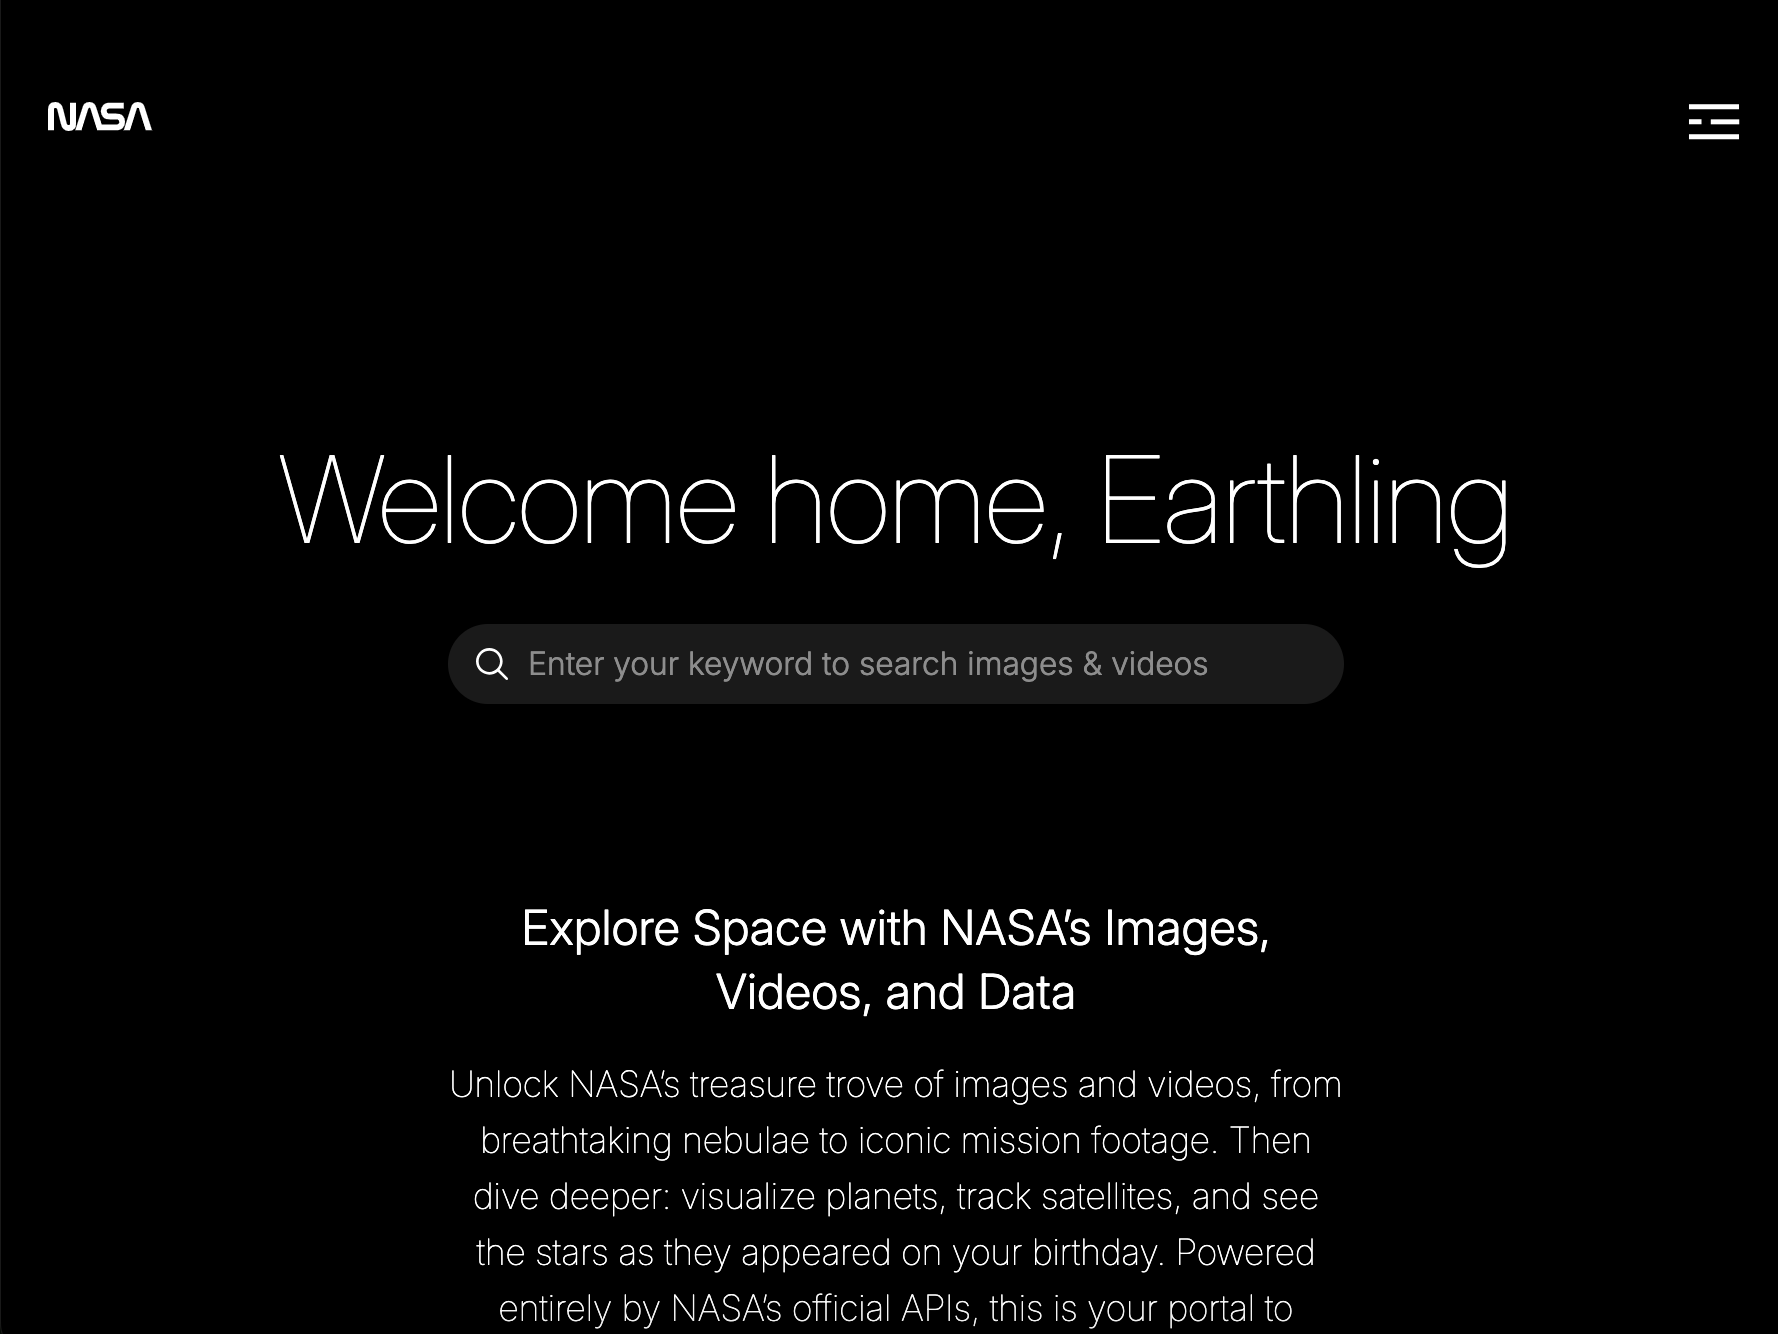 NASA
Welcome home, Earthling
Enter your keyword to search images & videos
Explore Space with NASA’s Images,
Videos, and Data
Unlock NASA’s treasure trove of images and videos, from
breathtaking nebulae to iconic mission footage. Then
dive deeper: visualize planets, track satellites, and see
the stars as they appeared on your birthday. Powered
entirely by NASA’s official APIs, this is your portal to